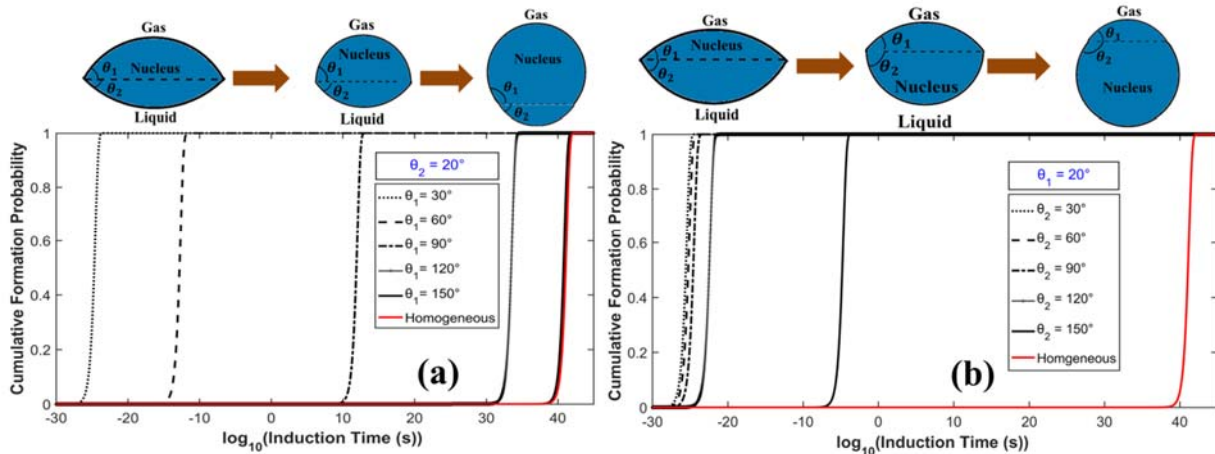 Gas
Nucleus
θ1
θ2
Liquid
Gas
Nucleus
θ1
θ2
Liquid
Gas
Nucleus
θ1
θ2
Liquid
Cumulative Formation Probability
1
0.8
0.6
0.4
0.2
0
-30 -20 -10 0 10 20 30 40
log10(Induction Time (s))
θ2 = 20°
θ1 = 30°
θ1 = 60°
θ1 = 90°
θ1 = 120°
θ1 = 150°
Homogeneous
(a)
Gas
Nucleus
θ1
θ2
Liquid
Gas
θ1
θ2
Nucleus
Liquid
Gas
θ1
θ2
Nucleus
Liquid
Cumulative Formation Probability
1
0.8
0.6
0.4
0.2
0
-30 -20 -10 0 10 20 30 40
log10(Induction Time (s))
θ1 = 20°
θ2 = 30°
θ2 = 60°
θ2 = 90°
θ2 = 120°
θ2 = 150°
Homgeneous
(b)